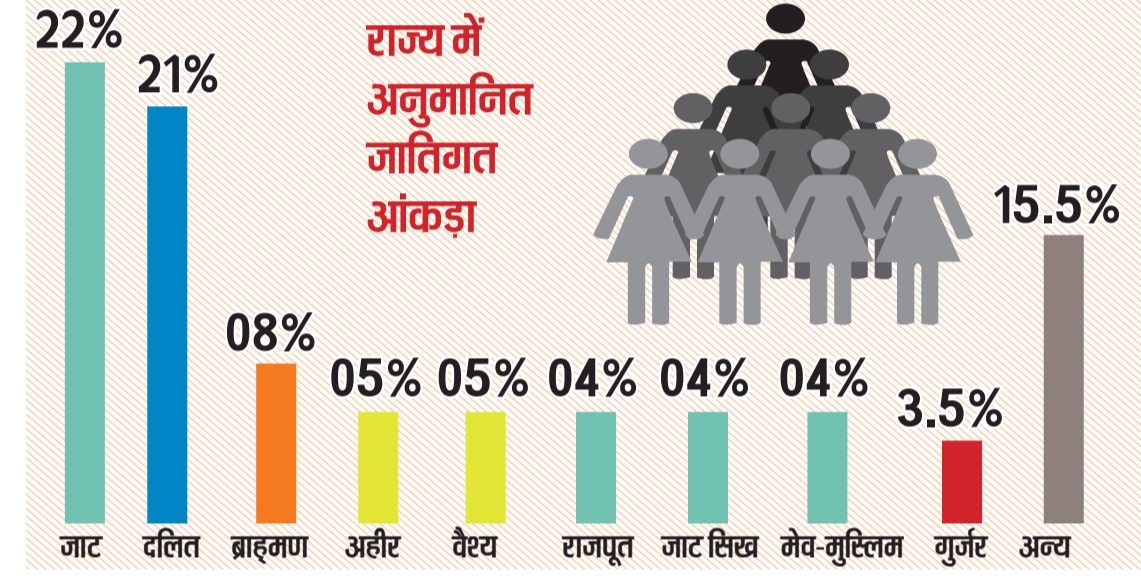 राज्य में
अनुमानित
जातिगत
आंकड़ा
22%
21%
08%
05%
05%
04%
04%
04%
3.5%
15.5%
जाट
दलित
ब्राह्मण
अहीर
वैश्य
राजपूत
जाट सिख
मेव-मुस्लिम
गुर्जर
अन्य